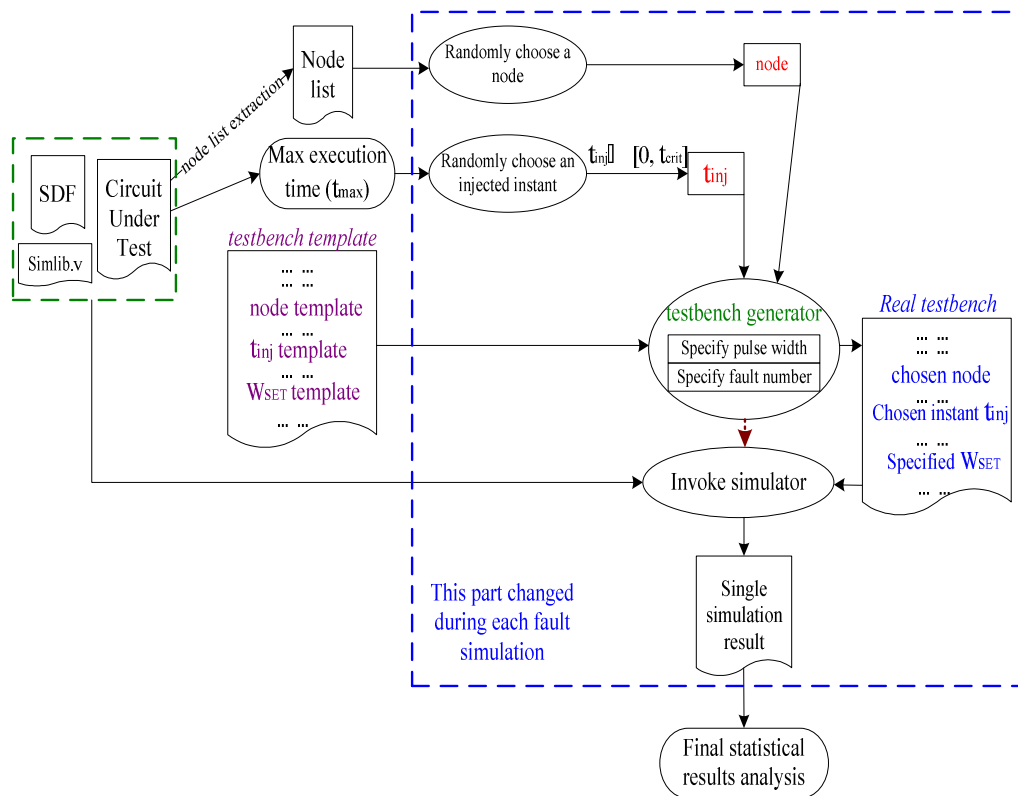 Node
list
Randomly choose a
node
node
node list extraction
SDF
Simlib.v
Circuit
Under
Test
Max execution
time (tmax)
Randomly choose an
injected instant
tinj▯ [0, tcrit]
tinj
testbench template
... ...
... ...
node template
... ...
tinj template
... ...
WSET template
... ...
testbench generator
Specify pulse width
Specify fault number
Real testbench
... ...
... ...
chosen node
... ...
Chosen instant tinj
... ...
Specified WSET
... ...
Invoke simulator
Single
simulation
result
This part changed
during each fault
simulation
Final statistical
results analysis